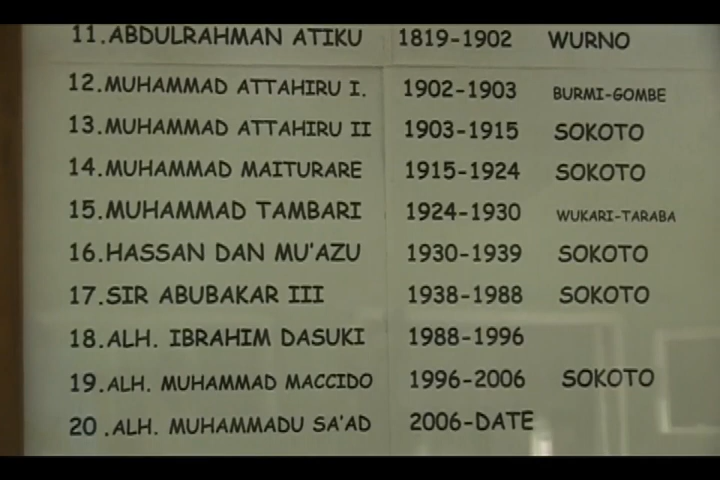 11.ABDULRAHMAN ATIKU 1819-1902 WURNO
12.MUHAMMAD ATTAHIRU I. 1902-1903 BURMI-GOMBE
13.MUHAMMAD ATTAHIRU II 1903-1915 SOKOTO
14.MUHAMMAD MAITURARE 1915-1924 SOKOTO
15.MUHAMMAD TAMBARI 1924-1930 WUKARI-TARABA
16.HASSAN DAN MU'AZU 1930-1939 SOKOTO
17.SIR ABUBAKAR III 1938-1988 SOKOTO
18.ALH. IBRAHIM DASUKI 1988-1996
19.ALH. MUHAMMAD MACCIDO 1996-2006 SOKOTO
20 .ALH. MUHAMMADU SA'AD 2006-DATE